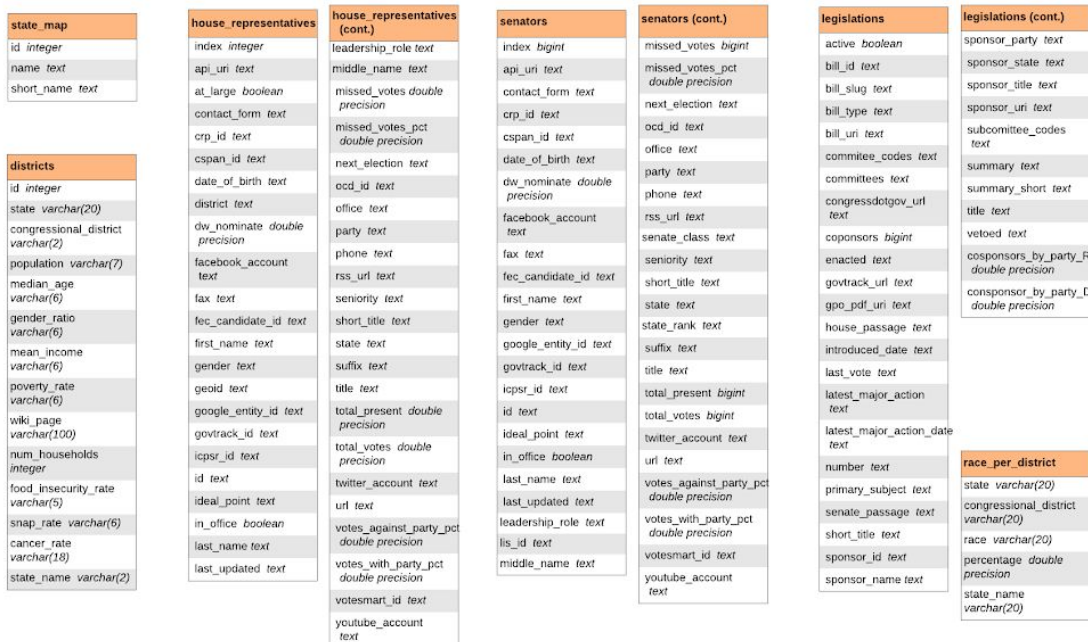 state_map
id integer
name text
short_name text
districts
id integer
state varchar(20)
congressional_district
varchar(2)
population varchar(7)
median_age
varchar(6)
gender_ratio
varchar(6)
mean_income
varchar(6)
poverty_rate
varchar(6)
wiki_page
varchar(100)
num_households
integer
food_insecurity_rate
varchar(5)
snap_rate varchar(6)
cancer_rate
varchar(18)
state_name varchar(2)
house_representatives
index integer
api_uri text
at_large boolean
contact_form text
crp_id text
cspan_id text
date_of_birth text
district text
dw_nominate double
precision
facebook_account
text
fax text
fec_candidate_id text
first_name text
gender text
geoid text
google_entity_id text
govtrack_id text
icpsr_id text
id text
ideal_point text
in_office boolean
last_name text
last_updated text
house_representatives
(cont.)
leadership_role text
middle_name text
missed_votes double
precision
missed_votes_pct
double precision
next_election text
ocd_id text
office text
party text
phone text
rss_url text
seniority text
short_title text
state text
suffix text
title text
total_present double
precision
total_votes double
precision
twitter_account text
url text
votes_against_party_pct
double precision
votes_with_party_pct
double precision
votesmart_id text
youtube_account
text
senators
index bigint
api_uri text
contact_form text
crp_id text
cspan_id text
date_of_birth text
dw_nominate double
precision
facebook_account
text
fax text
fec_candidate_id text
first_name text
gender text
google_entity_id text
govtrack_id text
icpsr_id text
id text
ideal_point text
in_office boolean
last_name text
last_updated text
leadership_role text
lis_id text
middle_name text
senators (cont.)
missed_votes bigint
missed_votes_pct
double precision
next_election text
ocd_id text
office text
party text
phone text
rss_url text
senate_class text
seniority text
short_title text
state text
state_rank text
suffix text
title text
total_present bigint
total_votes bigint
twitter_account text
url text
votes_against_party_pct
double precision
votes_with_party_pct
double precision
votesmart_id text
youtube_account
text
legislations
active boolean
bill_id text
bill_slug text
bill_type text
bill_uri text
commitee_codes text
committees text
congressdotgov_url
text
coponsors bigint
enacted text
govtrack_url text
gpo_pdf_uri text
house_passage text
introduced_date text
last_vote text
latest_major_action
text
latest_major_action_date
text
number text
primary_subject text
senate_passage text
short_title text
sponsor_id text
sponsor_name text
legislations (cont.)
sponsor_party text
sponsor_state text
sponsor_title text
sponsor_uri text
subcomittee_codes
text
summary text
summary_short text
title text
vetoed text
cosponsors_by_party_R
double precision
consponsor_by_party_D
double precision
race_per_district
state varchar(20)
congressional_district
varchar(20)
race varchar(20)
percentage double
precision
state_name
varchar(20)